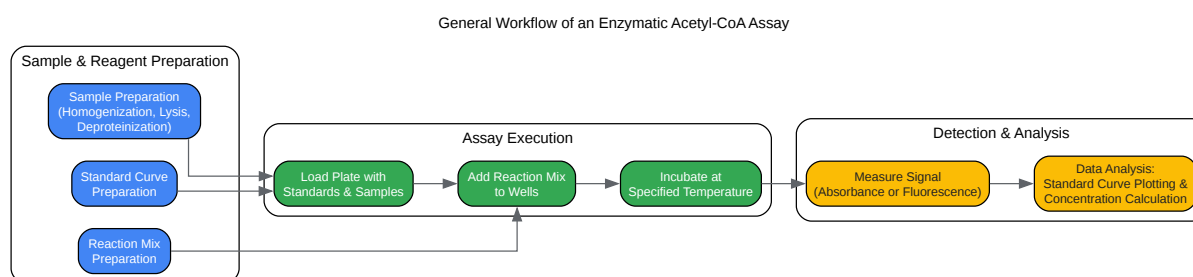 General Workflow of an Enzymatic Acetyl-CoA Assay
Sample & Reagent Preparation
Sample Preparation
(Homogenization, Lysis,
Deproteinization)
Standard Curve
Preparation
Reaction Mix
Preparation
Assay Execution
Load Plate with
Standards & Samples
Add Reaction Mix
to Wells
Incubate at
Specified Temperature
Detection & Analysis
Measure Signal
(Absorbance or Fluorescence)
Data Analysis:
Standard Curve Plotting &
Concentration Calculation